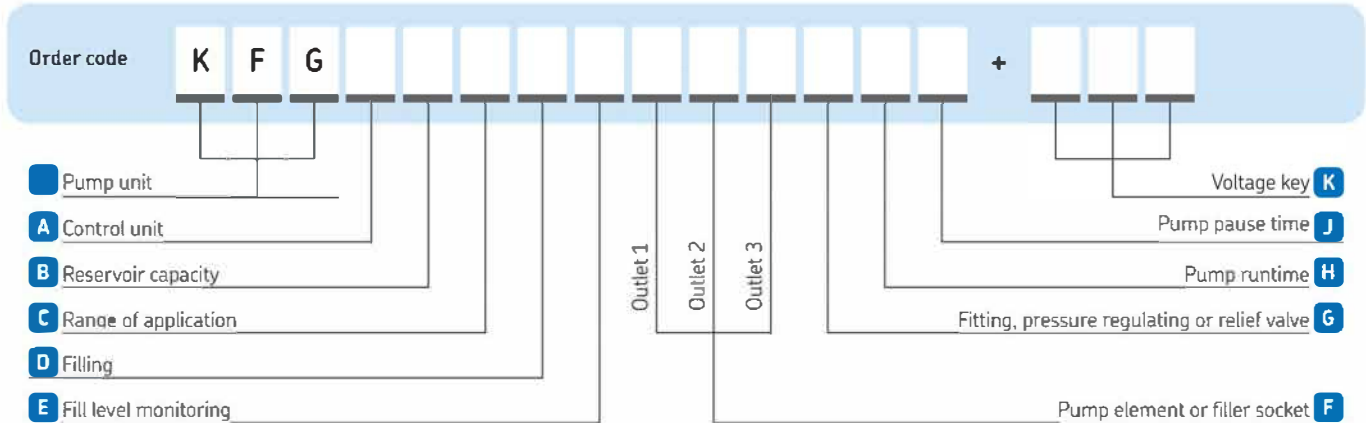 Order code K F G +
Pump unit
Voltage key K
A Control unit
Pump pause time J
B Reservoir capacity
Outlet 1
Outlet 2
Outlet 3
Pump runtime H
C Range of application
Fitting, pressure regulating or relief valve G
D Filling
E Fill level monitoring
Pump element or filler socket F